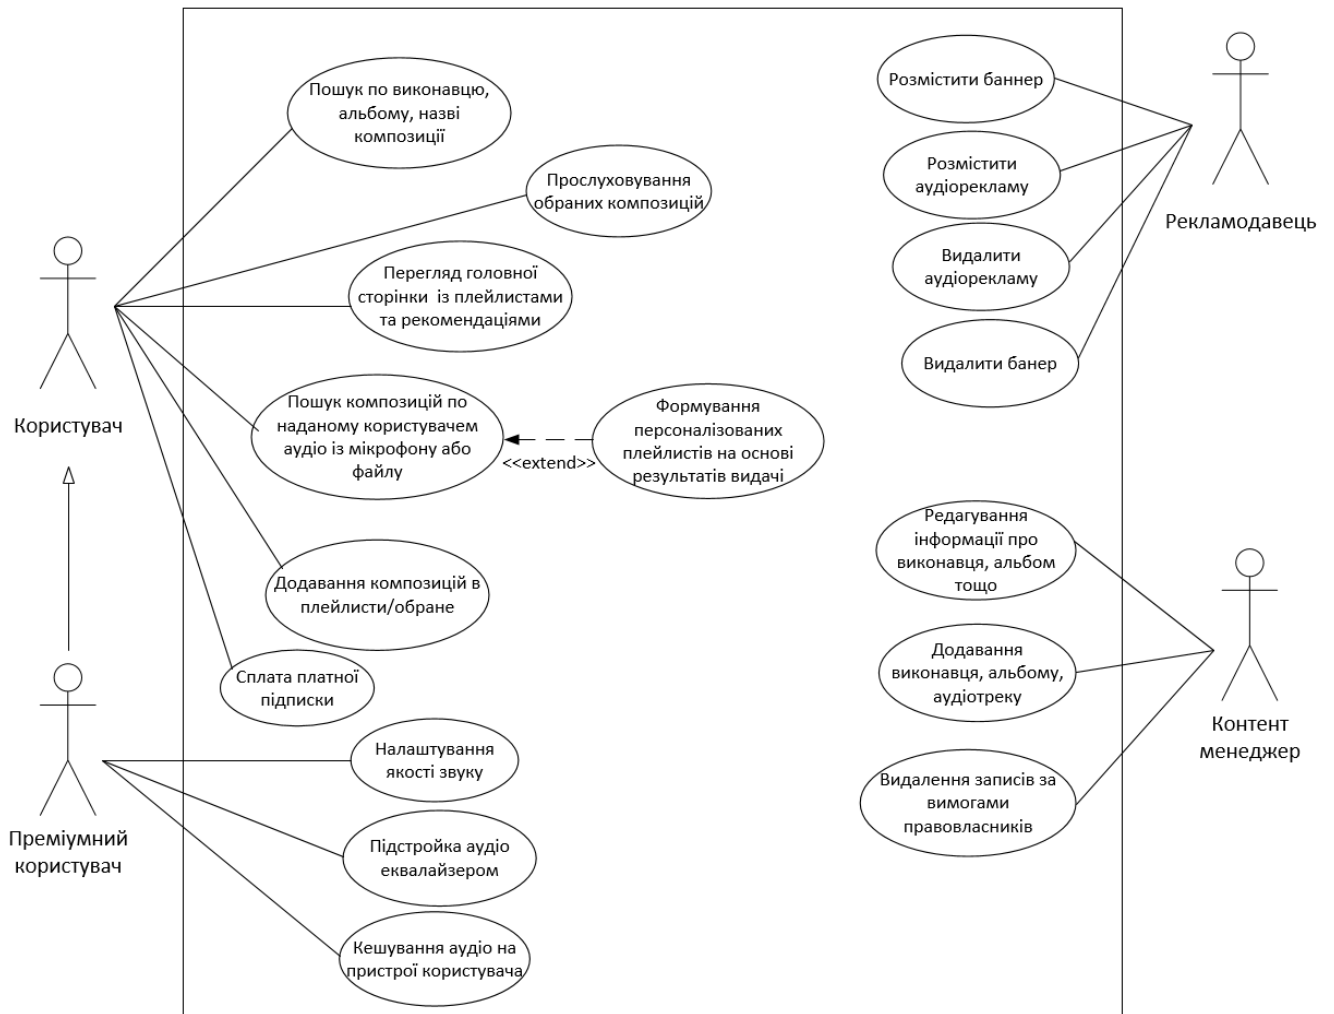 Пошук по виконавцю,
альбому, назві
композиції
Прослуховування
обраних композицій
Перегляд головної
сторінки із плейлистами
та рекомендаціями
Користувач
Пошук композицій по
наданому користувачем
аудіо із мікрофону або
файлу
<<extend>>
Формування
персоналізованих
плейлистів на основі
результатів видачі
Додавання композицій в
плейлисти/обране
Сплата платної
підписки
Преміумний
користувач
Налаштування
якості звуку
Підстройка аудіо
еквалайзером
Кешування аудіо на
пристрої користувача
Розмістити баннер
Розмістити
аудіорекламу
Видалити
аудіорекламу
Видалити банер
Рекламодавець
Редагування
інформації про
виконавця, альбом
тощо
Додавання
виконавця, альбому,
аудіотреку
Видалення записів за
вимогами
правовласників
Контент
менеджер